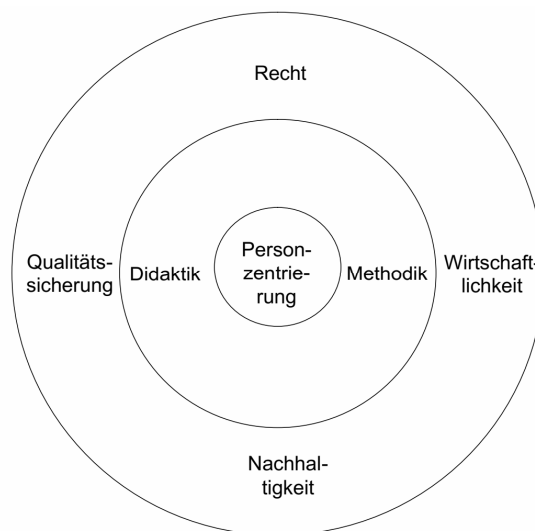 Recht
Qualitäts-
sicherung
Didaktik
Person-
zentrie-
rung
Methodik
Wirtschaft-
lichkeit
Nachhal-
tigkeit